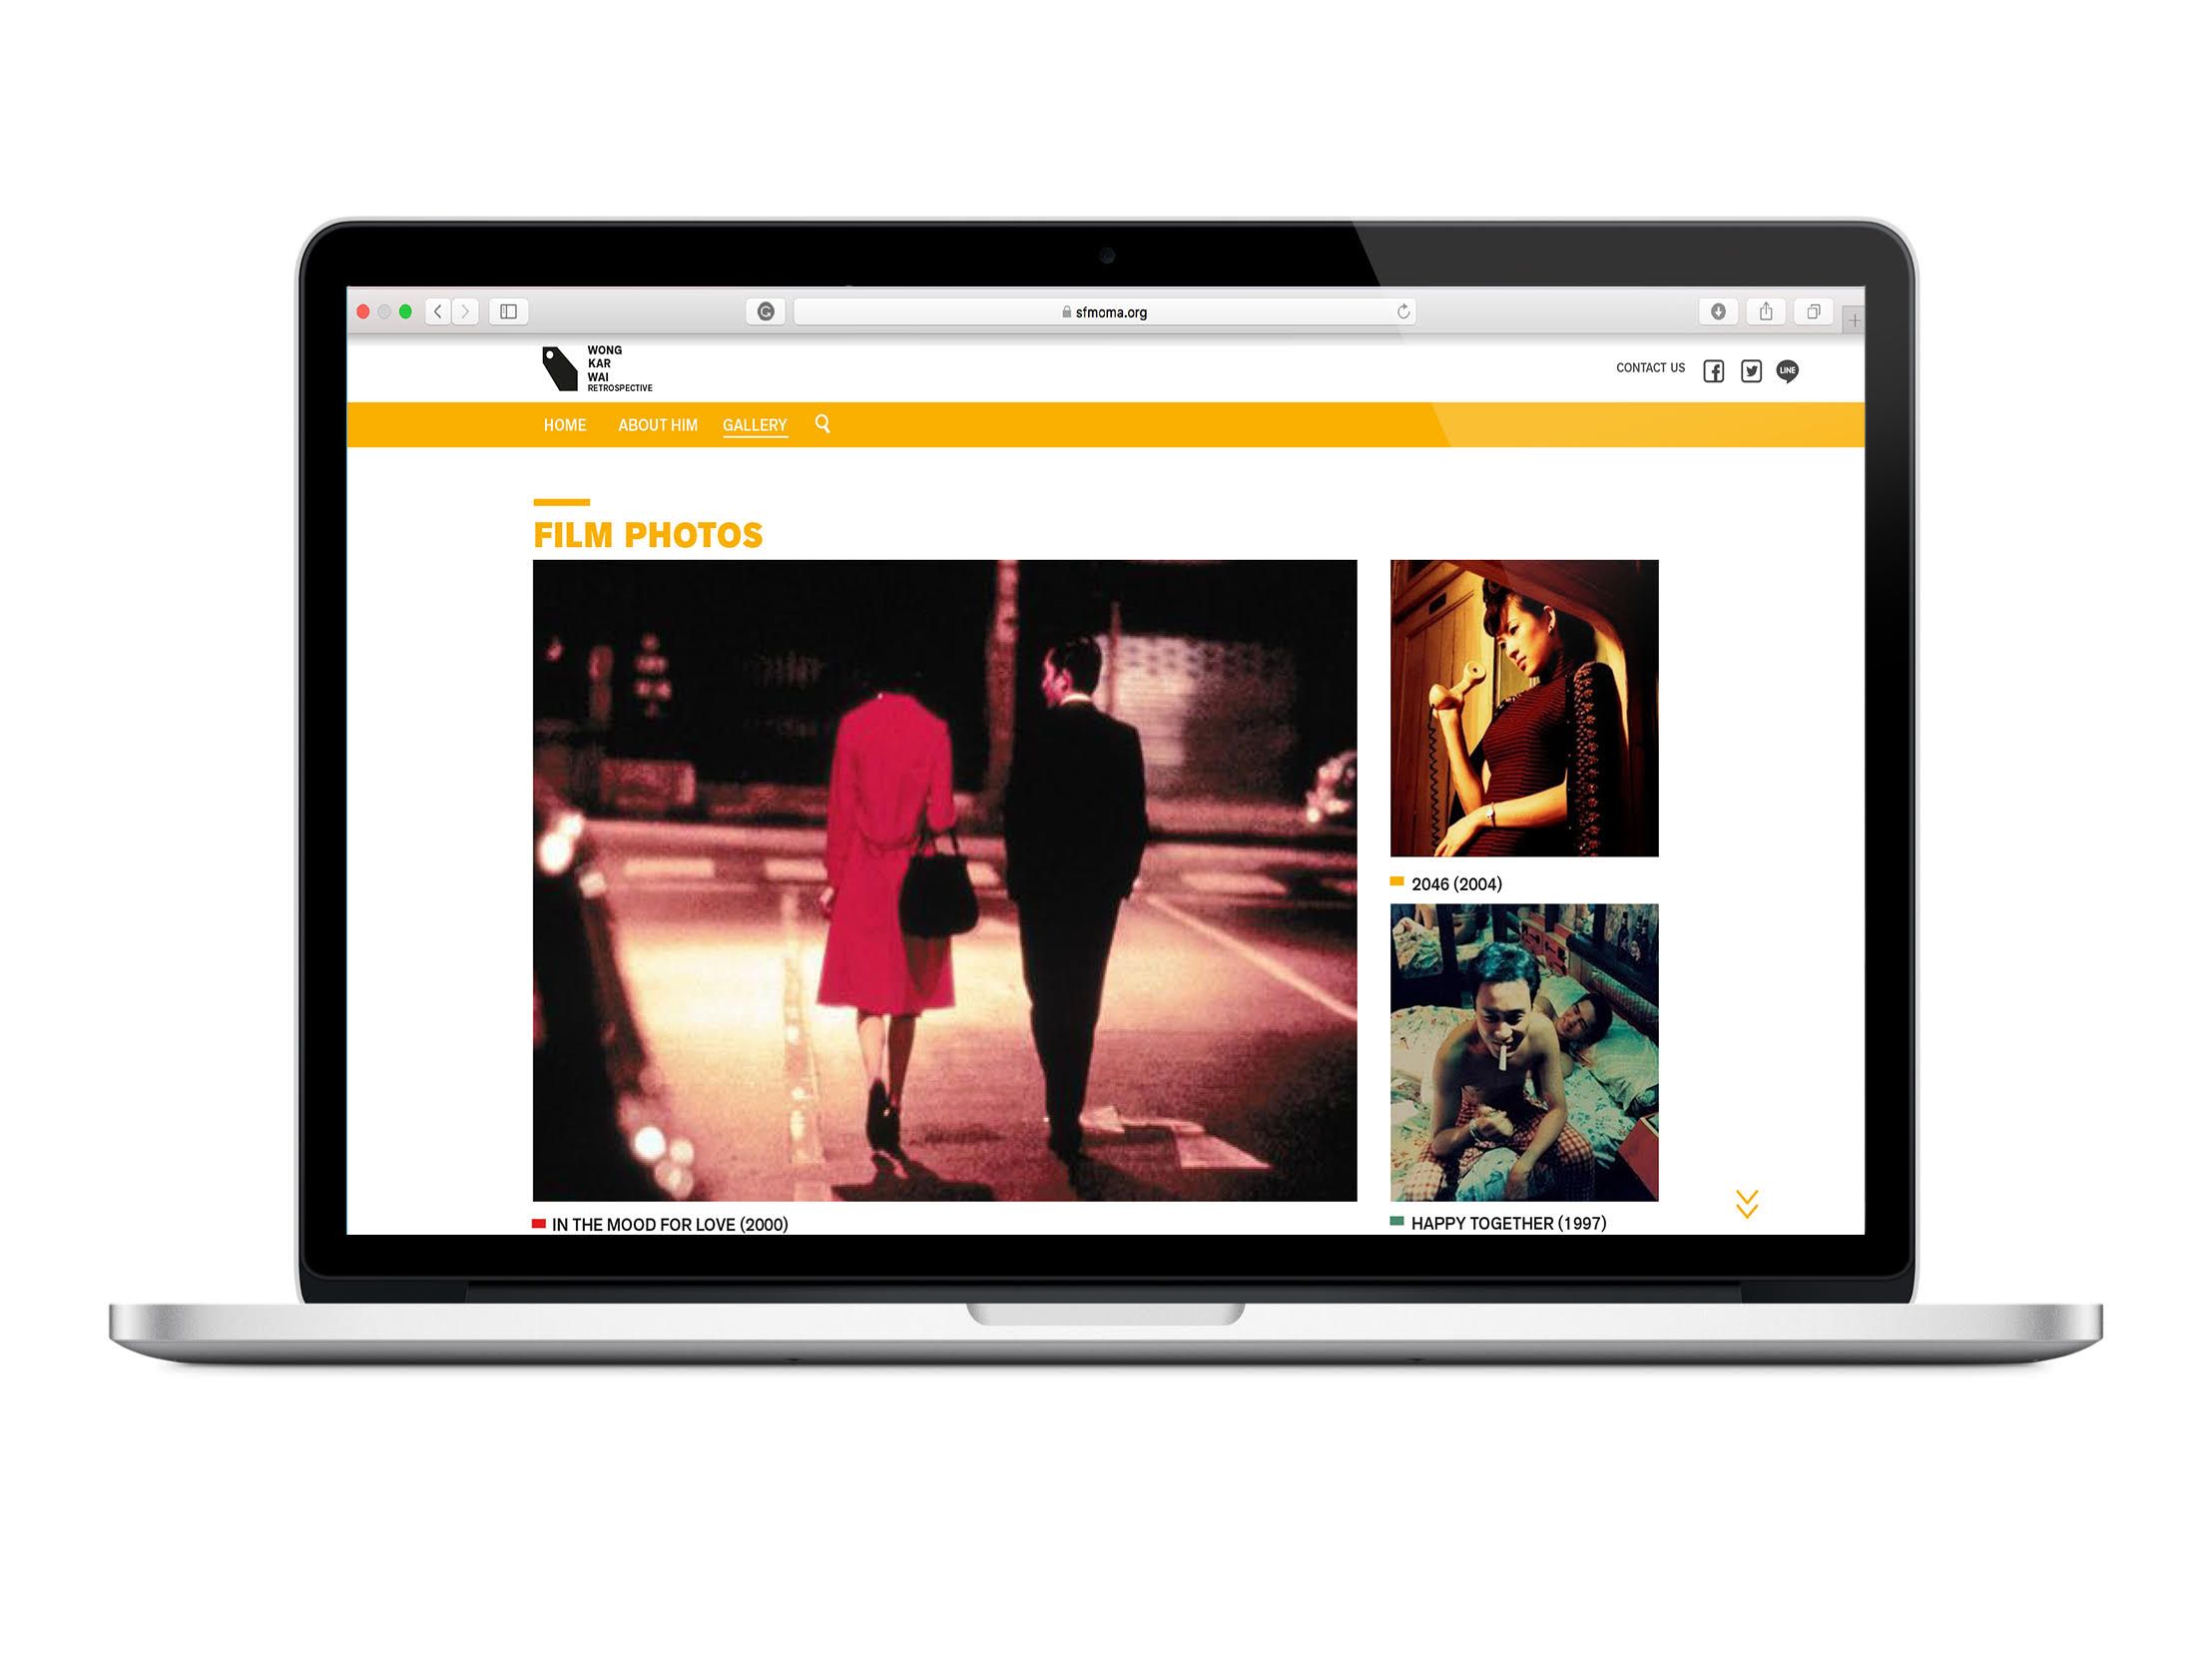 sfmoma.org
WONG
KAR
WAI
RETROSPECTIVE
CONTACT US
LINE
HOME
ABOUT HIM
GALLERY
FILM PHOTOS
2046 (2004)
IN THE MOOD FOR LOVE (2000)
HAPPY TOGETHER (1997)